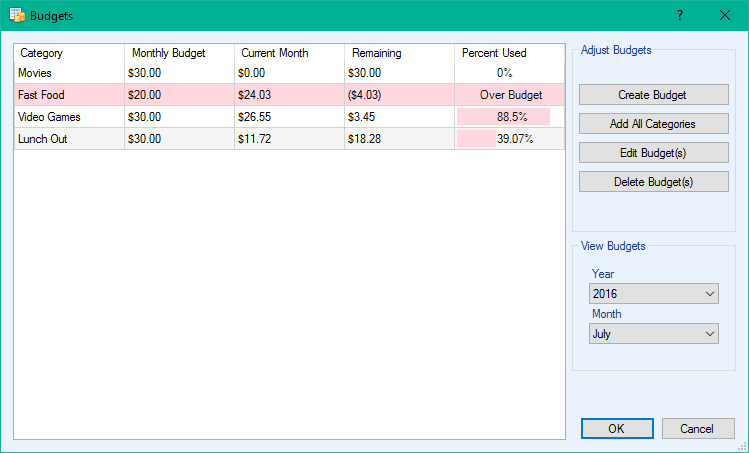 Budgets ?
Category Monthly Budget Current Month Remaining Percent Used
Movies $30.00 $0.00 $30.00 0%
Fast Food $20.00 $24.03 ($4.03) Over Budget
Video Games $30.00 $26.55 $3.45 88.5%
Lunch Out $30.00 $11.72 $18.28 39.07%
Adjust Budgets
Create Budget
Add All Categories
Edit Budget(s)
Delete Budget(s)
View Budgets
Year
2016
Month
July
OK Cancel